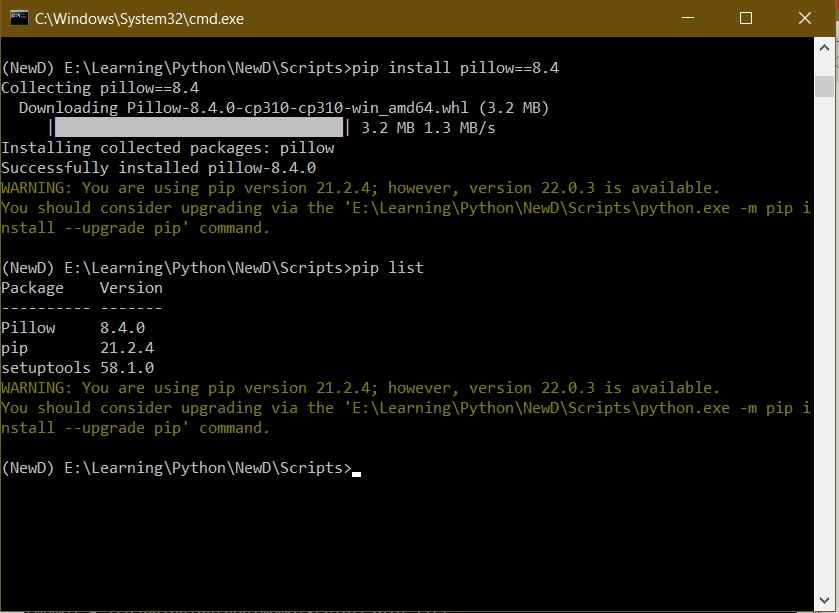 C:\Windows\System32\cmd.exe
(NewD) E:\Learning\Python\NewD\Scripts>pip install pillow==8.4
Collecting pillow==8.4
  Downloading Pillow-8.4.0-cp310-cp310-win_amd64.whl (3.2 MB)
     |████████████████████████████████| 3.2 MB 1.3 MB/s
Installing collected packages: pillow
Successfully installed pillow-8.4.0
WARNING: You are using pip version 21.2.4; however, version 22.0.3 is available.
You should consider upgrading via the 'E:\Learning\Python\NewD\Scripts\python.exe -m pip i
nstall --upgrade pip' command.
(NewD) E:\Learning\Python\NewD\Scripts>pip list
Package    Version
---------- -------
Pillow     8.4.0
pip        21.2.4
setuptools 58.1.0
WARNING: You are using pip version 21.2.4; however, version 22.0.3 is available.
You should consider upgrading via the 'E:\Learning\Python\NewD\Scripts\python.exe -m pip i
nstall --upgrade pip' command.
(NewD) E:\Learning\Python\NewD\Scripts>